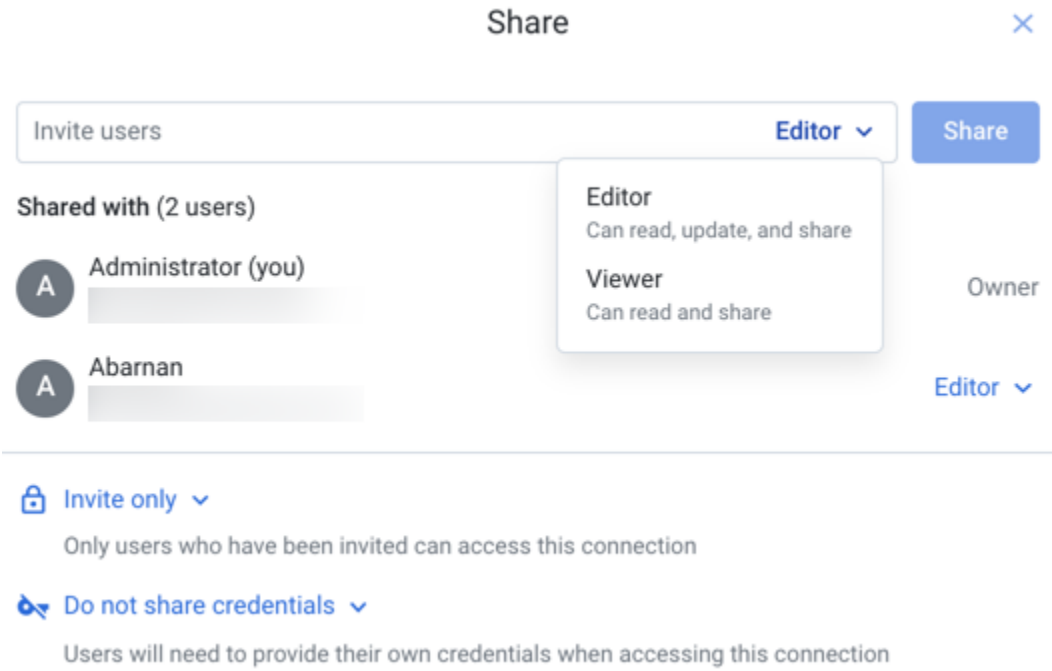 Share
Invite users
Editor
Share
Editor
Can read, update, and share
Viewer
Can read and share
Shared with (2 users)
A
Administrator (you)
Owner
A
Abarnan
Editor
Invite only
Only users who have been invited can access this connection
Do not share credentials
Users will need to provide their own credentials when accessing this connection